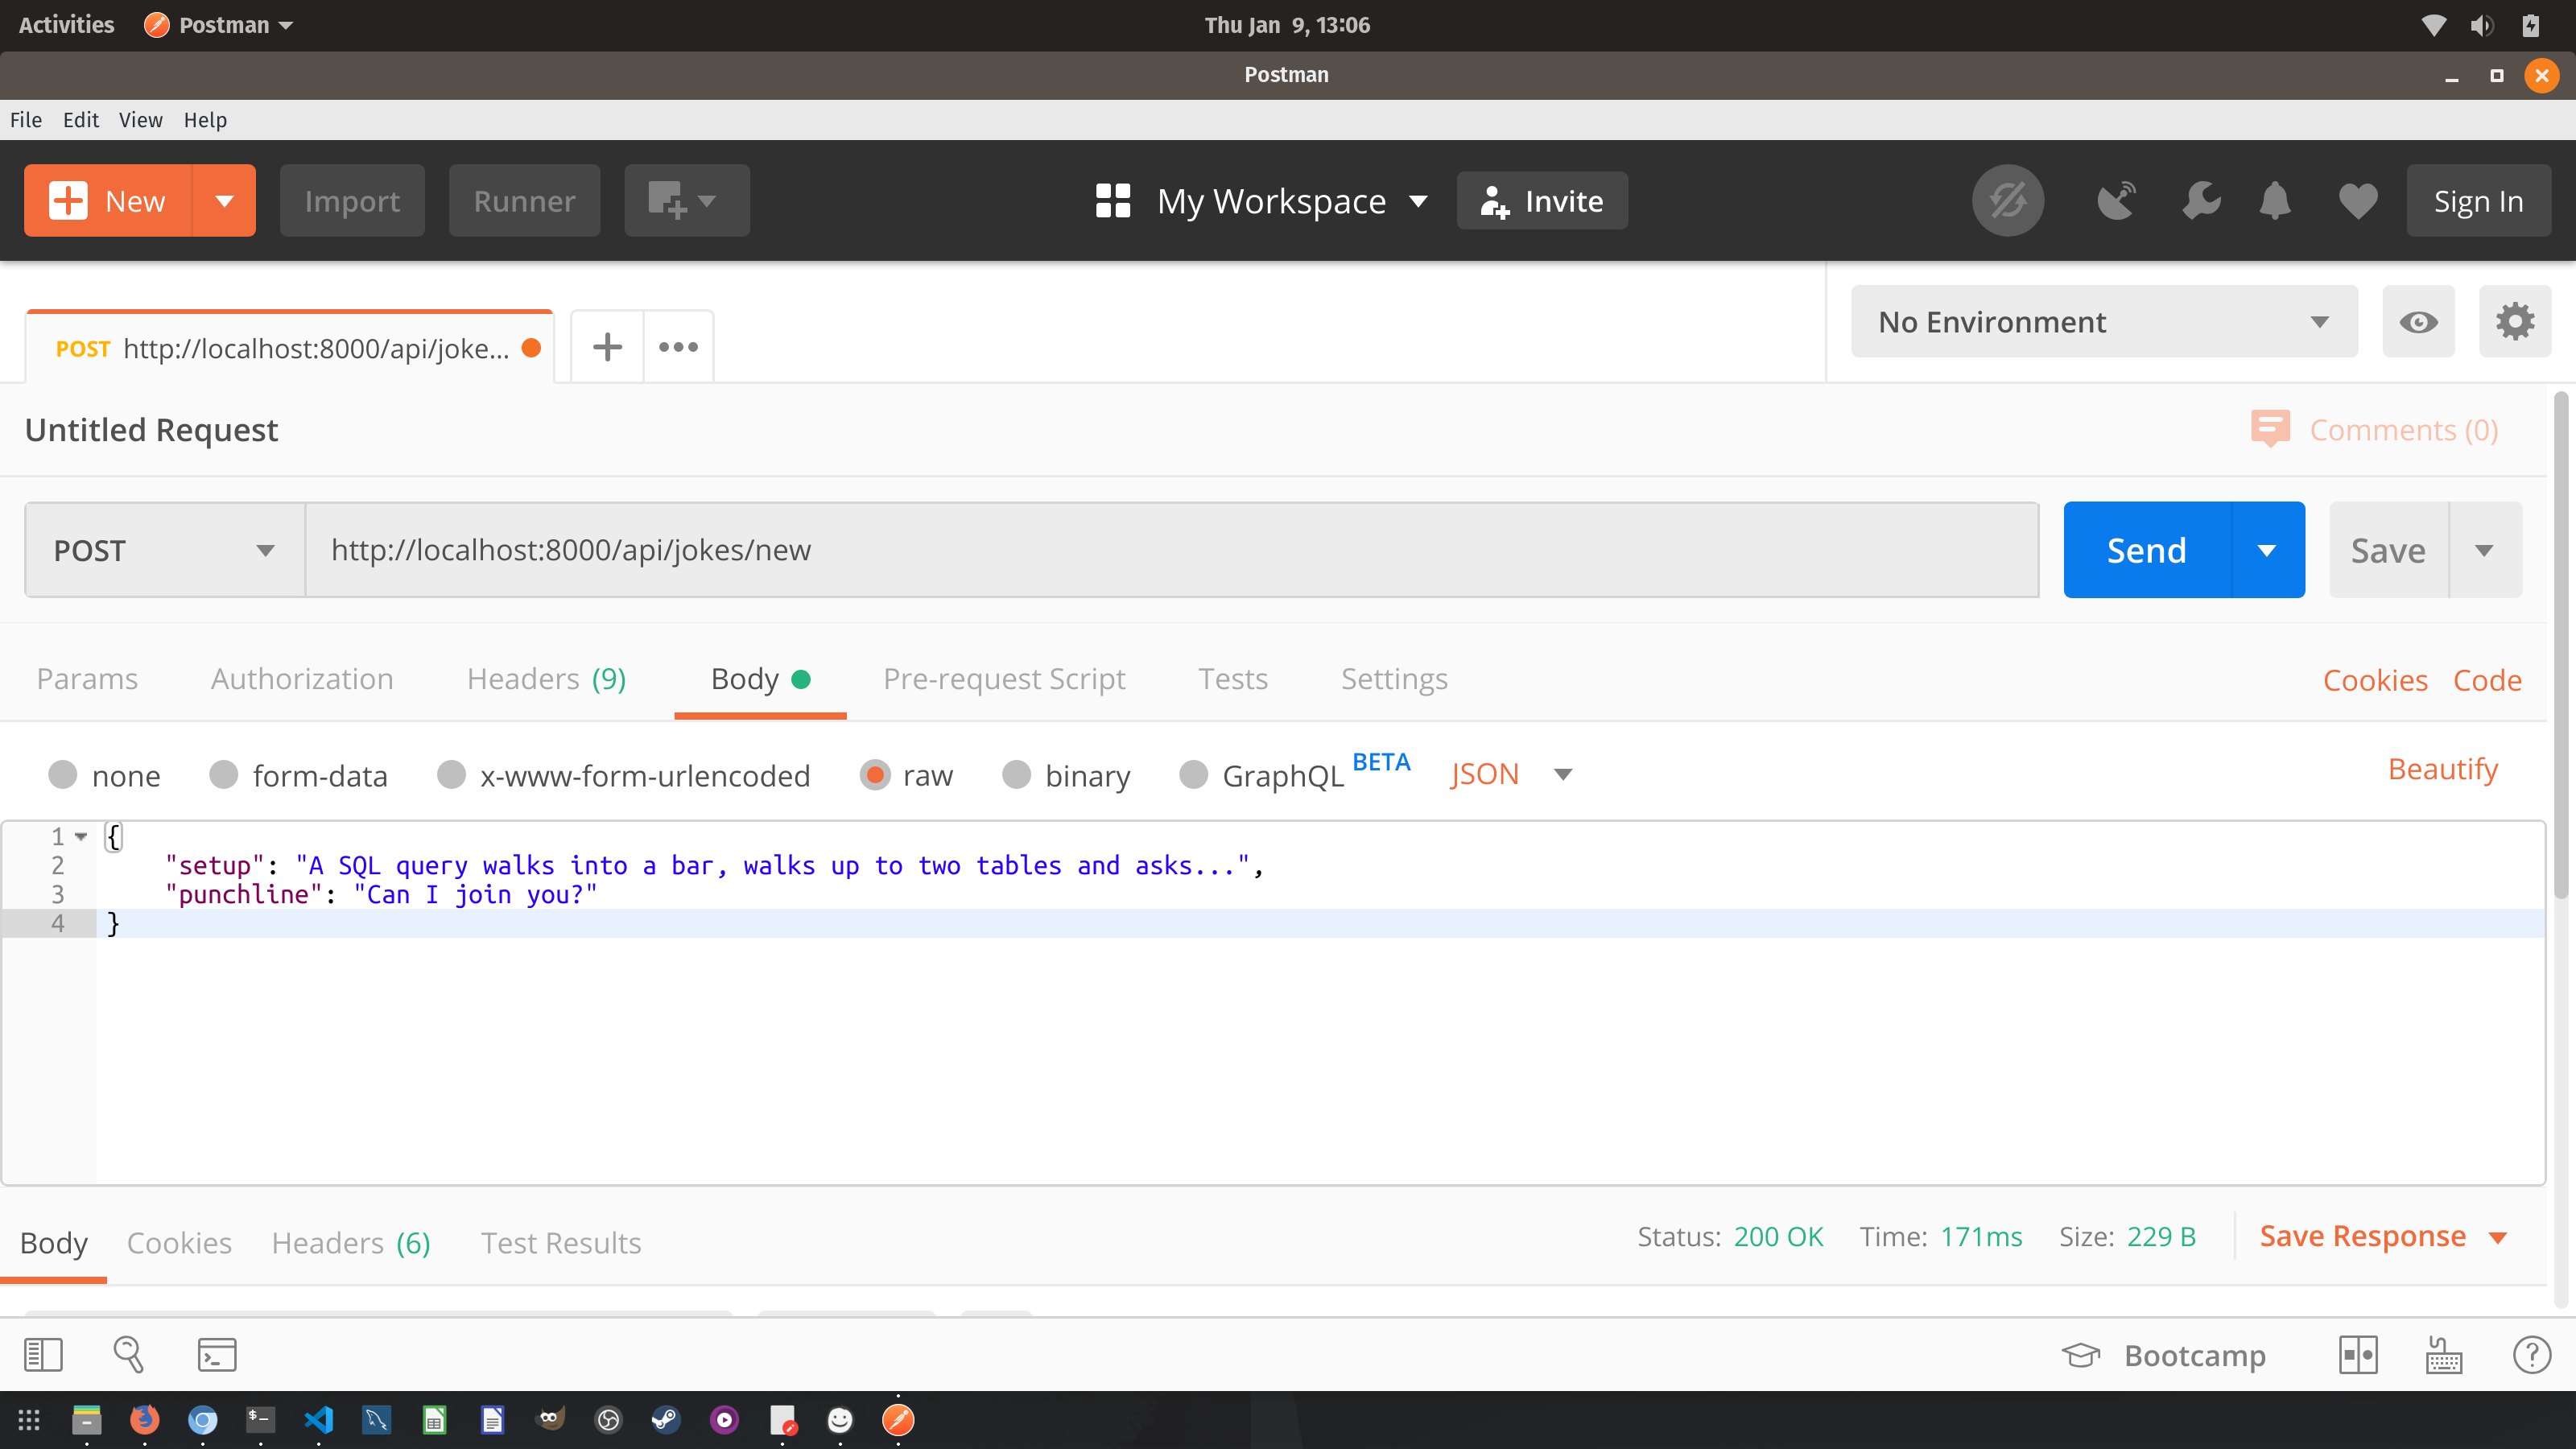 Activities Postman Thu Jan 9, 13:06
Postman
File Edit View Help
New Import Runner My Workspace Invite Sign In
POST http://localhost:8000/api/joke... No Environment
Untitled Request Comments (0)
POST http://localhost:8000/api/jokes/new Send Save
Params Authorization Headers (9) Body Pre-request Script Tests Settings Cookies Code
none form-data x-www-form-urlencoded raw binary GraphQL BETA JSON Beautify
1 {
2 "setup": "A SQL query walks into a bar, walks up to two tables and asks...",
3 "punchline": "Can I join you?"
4 }
Body Cookies Headers (6) Test Results Status: 200 OK Time: 171ms Size: 229 B Save Response
Bootcamp